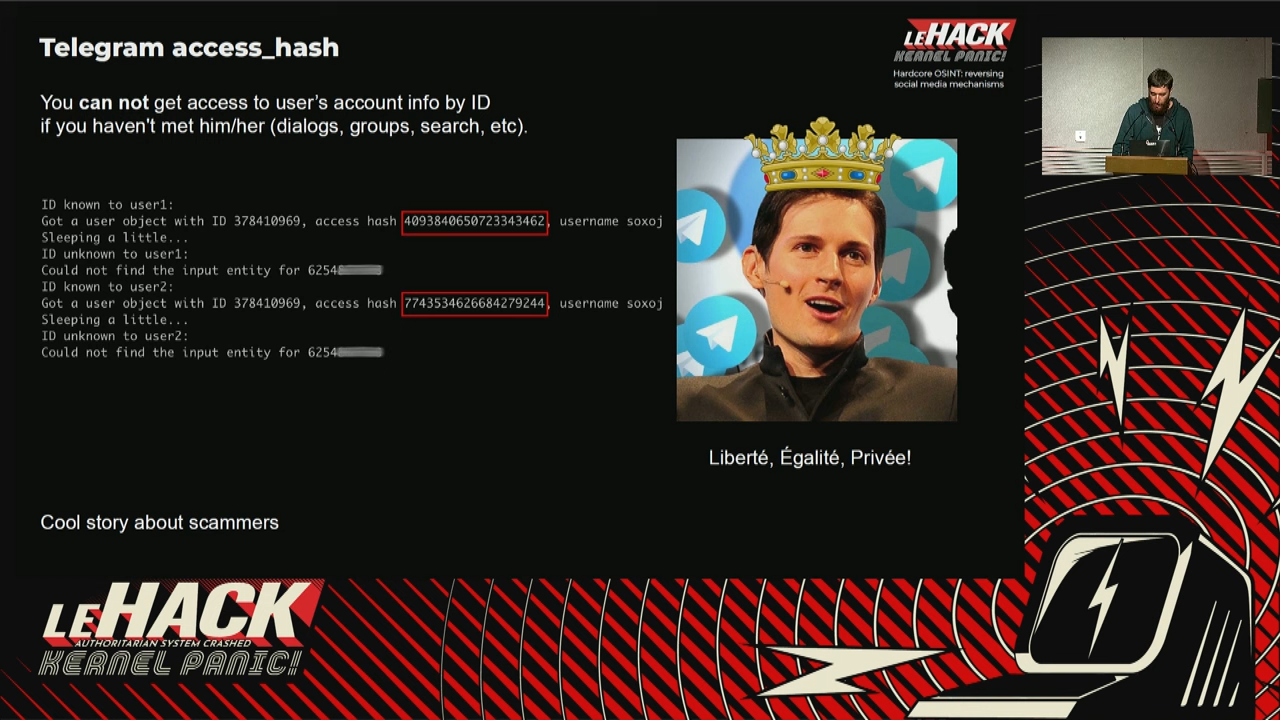 Telegram access_hash
LEHACK
KERNEL PANIC!
Hardcore OSINT: reversing
social media mechanisms
You can not get access to user's account info by ID
if you haven't met him/her (dialogs, groups, search, etc).
ID known to user1:
Got a user object with ID 378410969, access hash 4093840650723343462, username soxoj
Sleeping a little...
ID unknown to user1:
Could not find the input entity for 6254
ID known to user2:
Got a user object with ID 378410969, access hash 7743534626684279244, username soxoj
Sleeping a little...
ID unknown to user2:
Could not find the input entity for 6254
Liberté, Égalité, Privée!
Cool story about scammers
LEHACK
AUTHORITARIAN SYSTEM CRASHED
KERNEL PANIC!